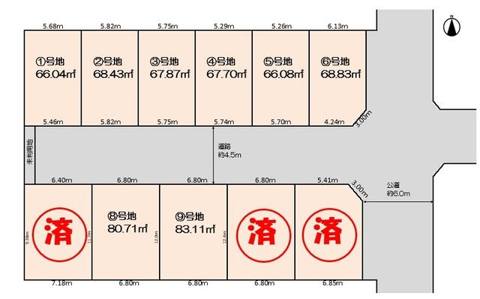 5.68m 5.82m 5.75m 5.29m 5.26m 6.13m
①号地 ②号地 ③号地 ④号地 ⑤号地 ⑥号地
66.04㎡ 68.43㎡ 67.87㎡ 67.70㎡ 66.08㎡ 68.83㎡
5.46m 5.82m 5.75m 5.74m 5.70m 4.24m
3.00m
未利用地
道路
約4.5m
公道
約6.0m
6.40m 6.80m 6.80m 6.80m 5.41m
3.00m
⑧号地 ⑨号地
80.71㎡ 83.11㎡
済 済 済
7.18m 6.80m 6.80m 6.80m 6.85m